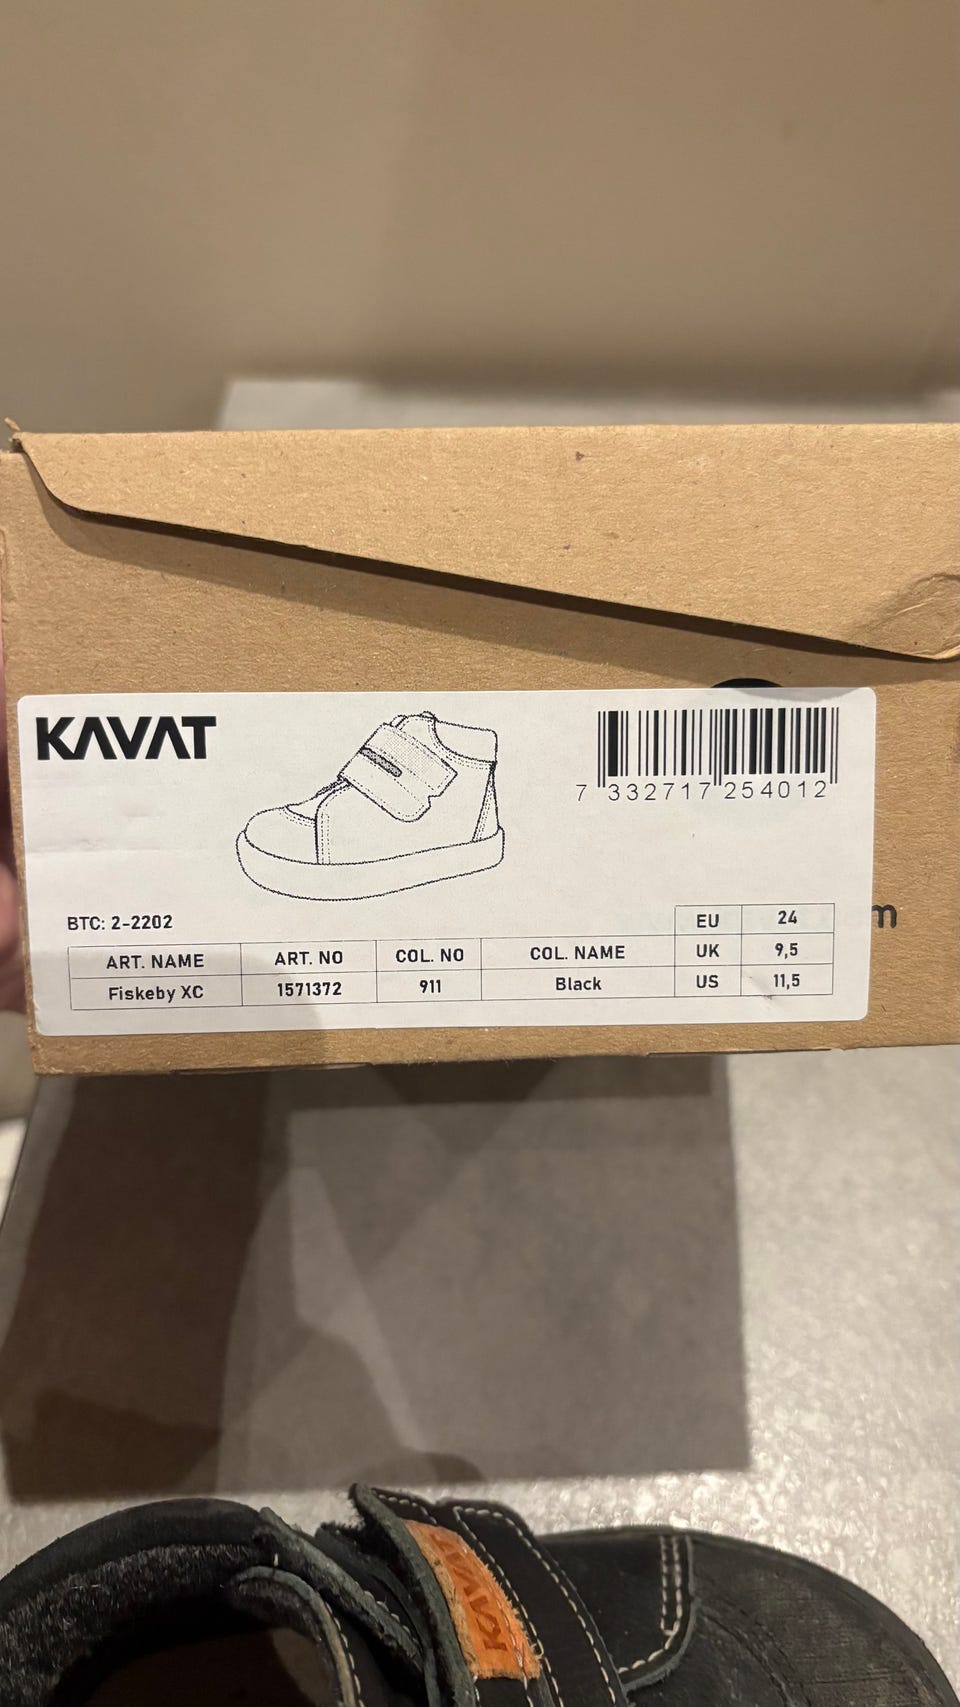 KAVAT
7 332717 254012
BTC: 2-2202
EU 24
ART. NAME ART. NO COL. NO COL. NAME UK 9,5
Fiskeby XC 1571372 911 Black US 11,5
m
KAVAT